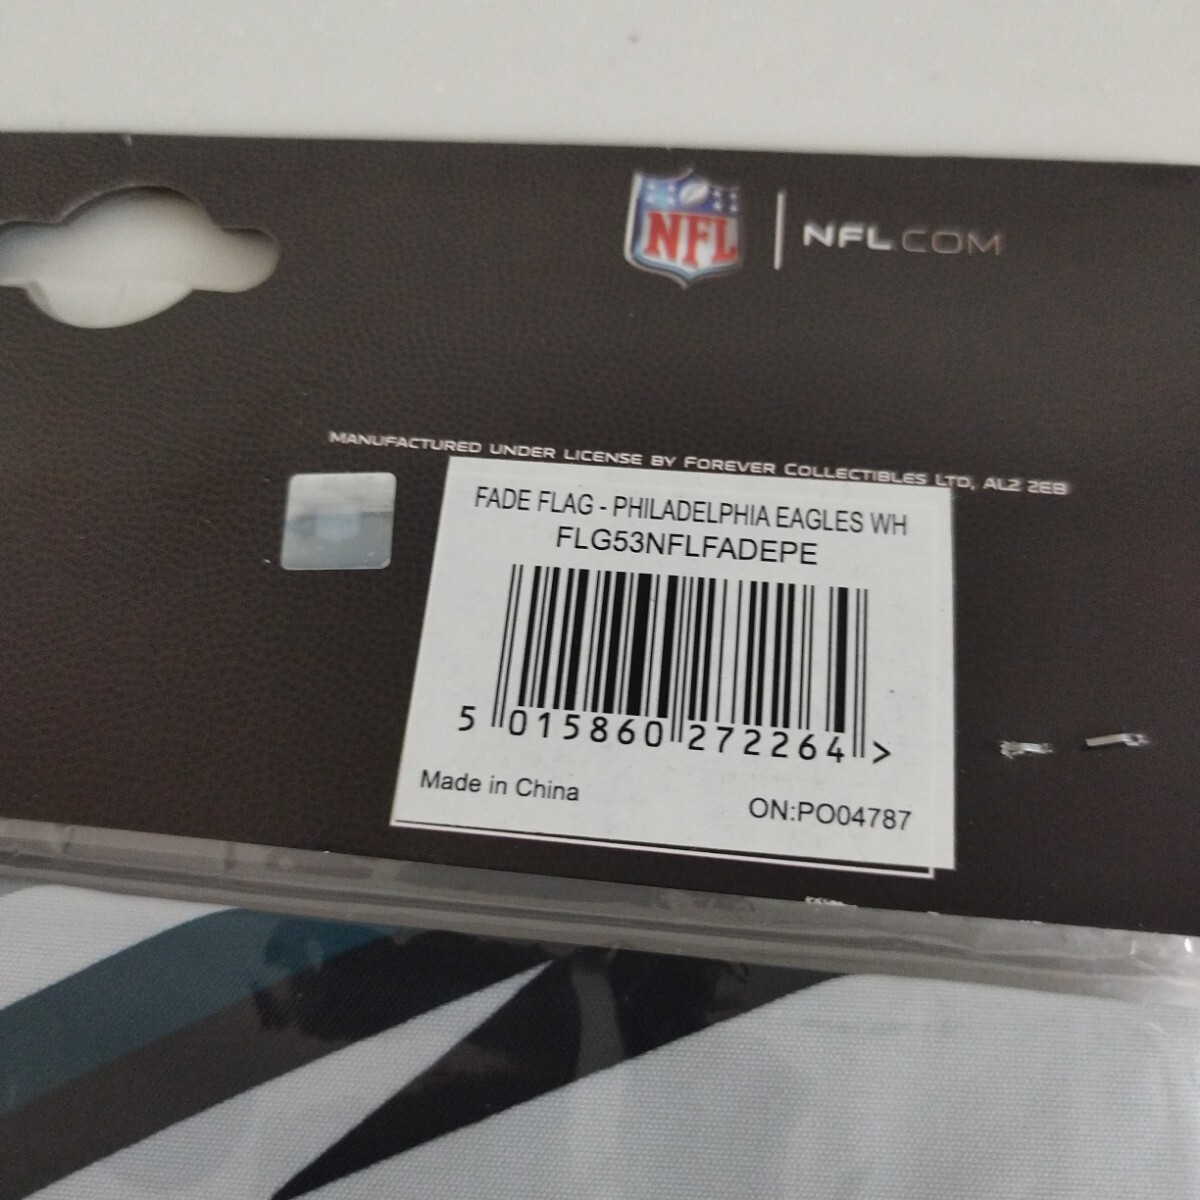 NFL
NFL.COM
MANUFACTURED UNDER LICENSE BY FOREVER COLLECTIBLES LTD, AL2 2EB
FADE FLAG - PHILADELPHIA EAGLES WH
FLG53NFLFADEPE
5 015860 272264 >
Made in China
ON:PO04787